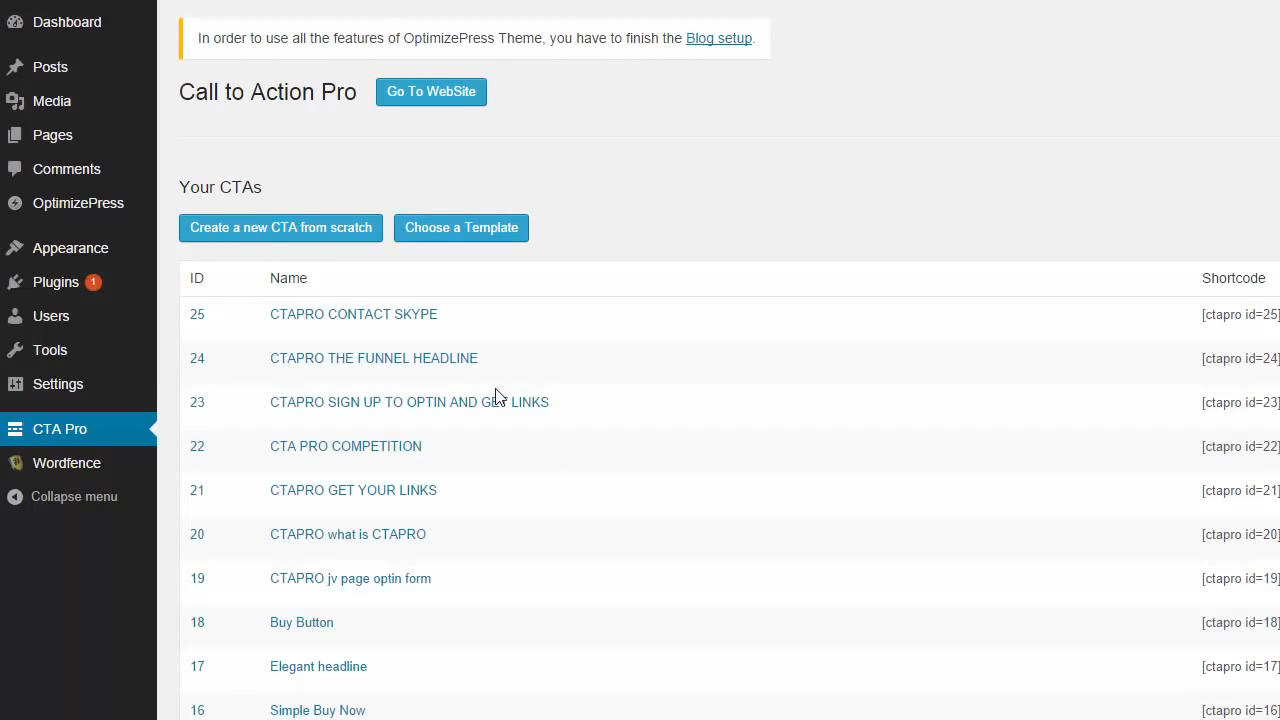 Dashboard
Posts
Media
Pages
Comments
OptimizePress
Appearance
Plugins 1
Users
Tools
Settings
CTA Pro
Wordfence
Collapse menu
In order to use all the features of OptimizePress Theme, you have to finish the Blog setup.
Call to Action Pro Go To WebSite
Your CTAs
Create a new CTA from scratch Choose a Template
ID Name Shortcode
25 CTAPRO CONTACT SKYPE [ctapro id=25]
24 CTAPRO THE FUNNEL HEADLINE [ctapro id=24]
23 CTAPRO SIGN UP TO OPTIN AND GET LINKS [ctapro id=23]
22 CTA PRO COMPETITION [ctapro id=22]
21 CTAPRO GET YOUR LINKS [ctapro id=21]
20 CTAPRO what is CTAPRO [ctapro id=20]
19 CTAPRO jv page optin form [ctapro id=19]
18 Buy Button [ctapro id=18]
17 Elegant headline [ctapro id=17]
16 Simple Buy Now [ctapro id=16]